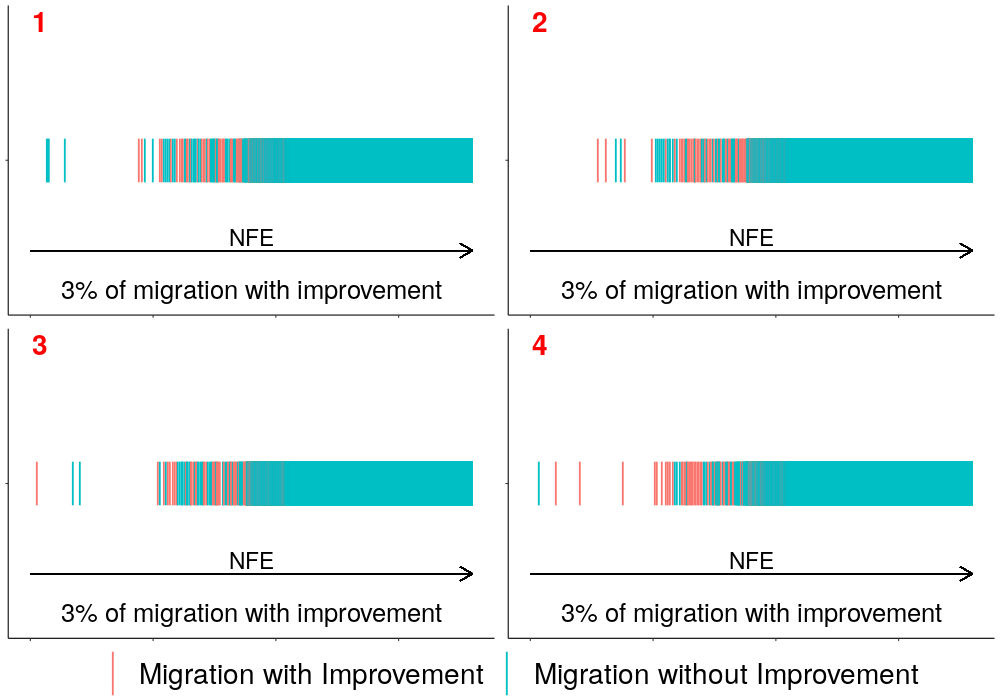 1
NFE
3% of migration with improvement
2
NFE
3% of migration with improvement
3
NFE
3% of migration with improvement
4
NFE
3% of migration with improvement
Migration with Improvement
Migration without Improvement